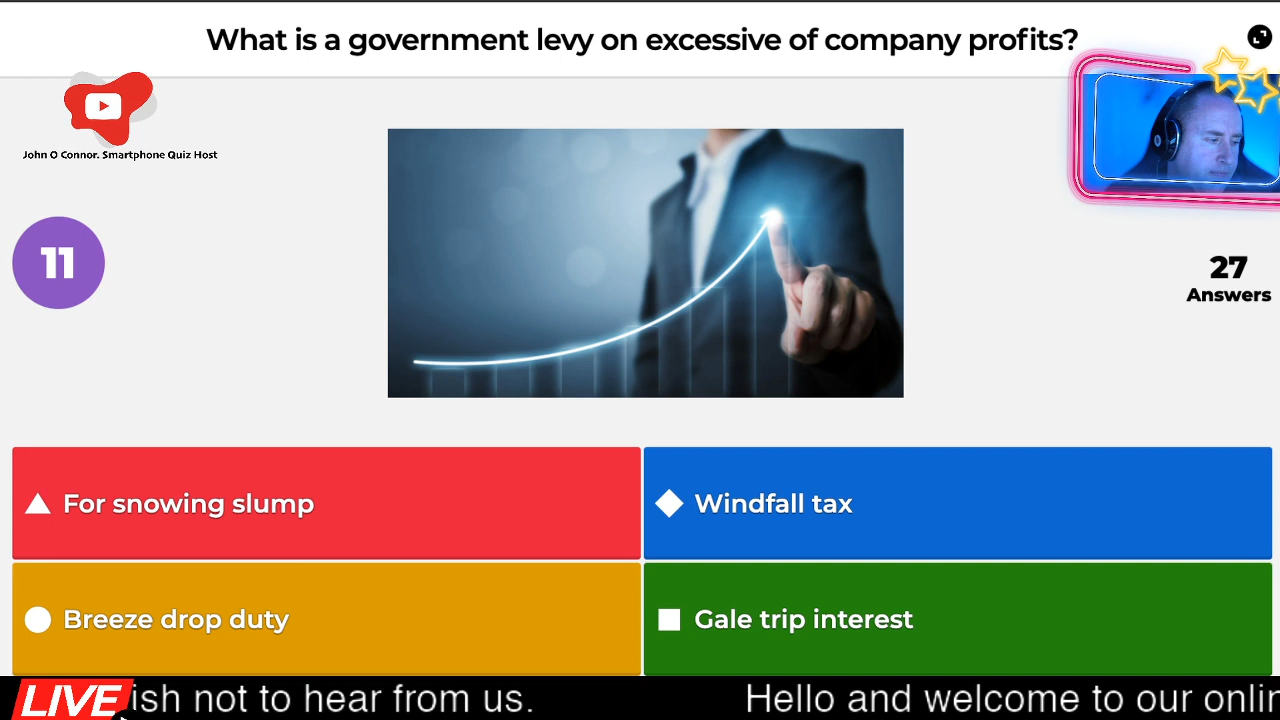 What is a government levy on excessive of company profits?
John O Connor. Smartphone Quiz Host
11
27
Answers
For snowing slump
Windfall tax
Breeze drop duty
Gale trip interest
LIVE
ish not to hear from us.
Hello and welcome to our onlin